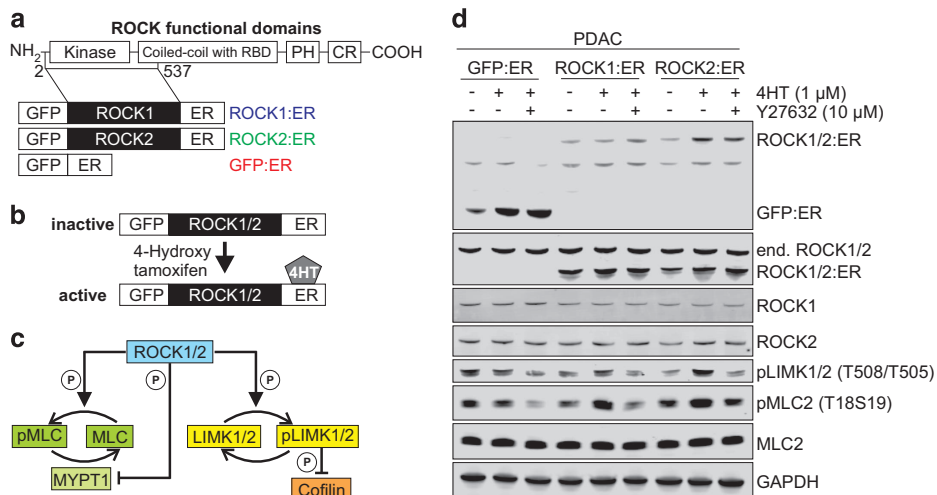 a
ROCK functional domains
NH2 Kinase Coiled-coil with RBD PH CR COOH
2 537
GFP ROCK1 ER ROCK1:ER
GFP ROCK2 ER ROCK2:ER
GFP ER GFP:ER
b
inactive GFP ROCK1/2 ER
4-Hydroxy
tamoxifen 4HT
active GFP ROCK1/2 ER
c
ROCK1/2
P P P
pMLC MLC LIMK1/2 pLIMK1/2
MYPT1 P
Cofilin
d
PDAC
GFP:ER ROCK1:ER ROCK2:ER
- + + - + + - + + 4HT (1 µM)
- - + - - + - - + Y27632 (10 µM)
ROCK1/2:ER
GFP:ER
end. ROCK1/2
ROCK1/2:ER
ROCK1
ROCK2
pLIMK1/2 (T508/T505)
pMLC2 (T18S19)
MLC2
GAPDH